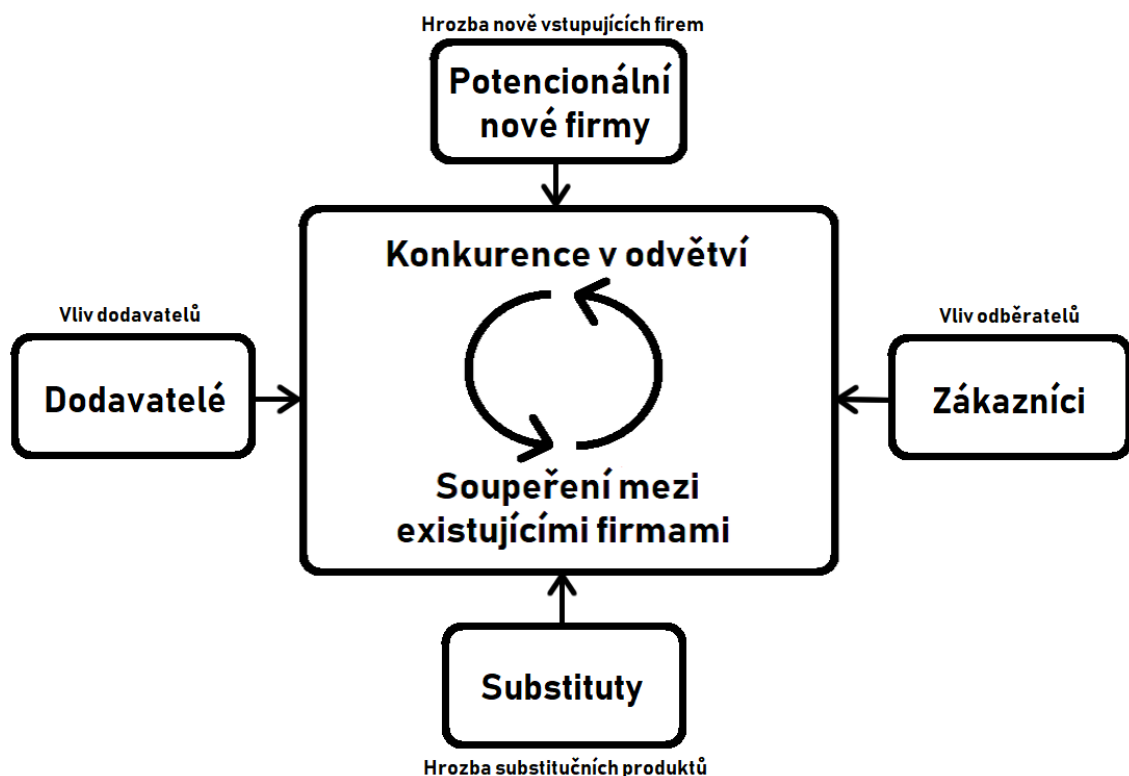 Hrozba nově vstupujících firem
Potencionální
nové firmy
Konkurence v odvětví
Vliv dodavatelů
Dodavatelé
Vliv odběratelů
Zákazníci
Soupeření mezi
existujícími firmami
Substituty
Hrozba substitučních produktů